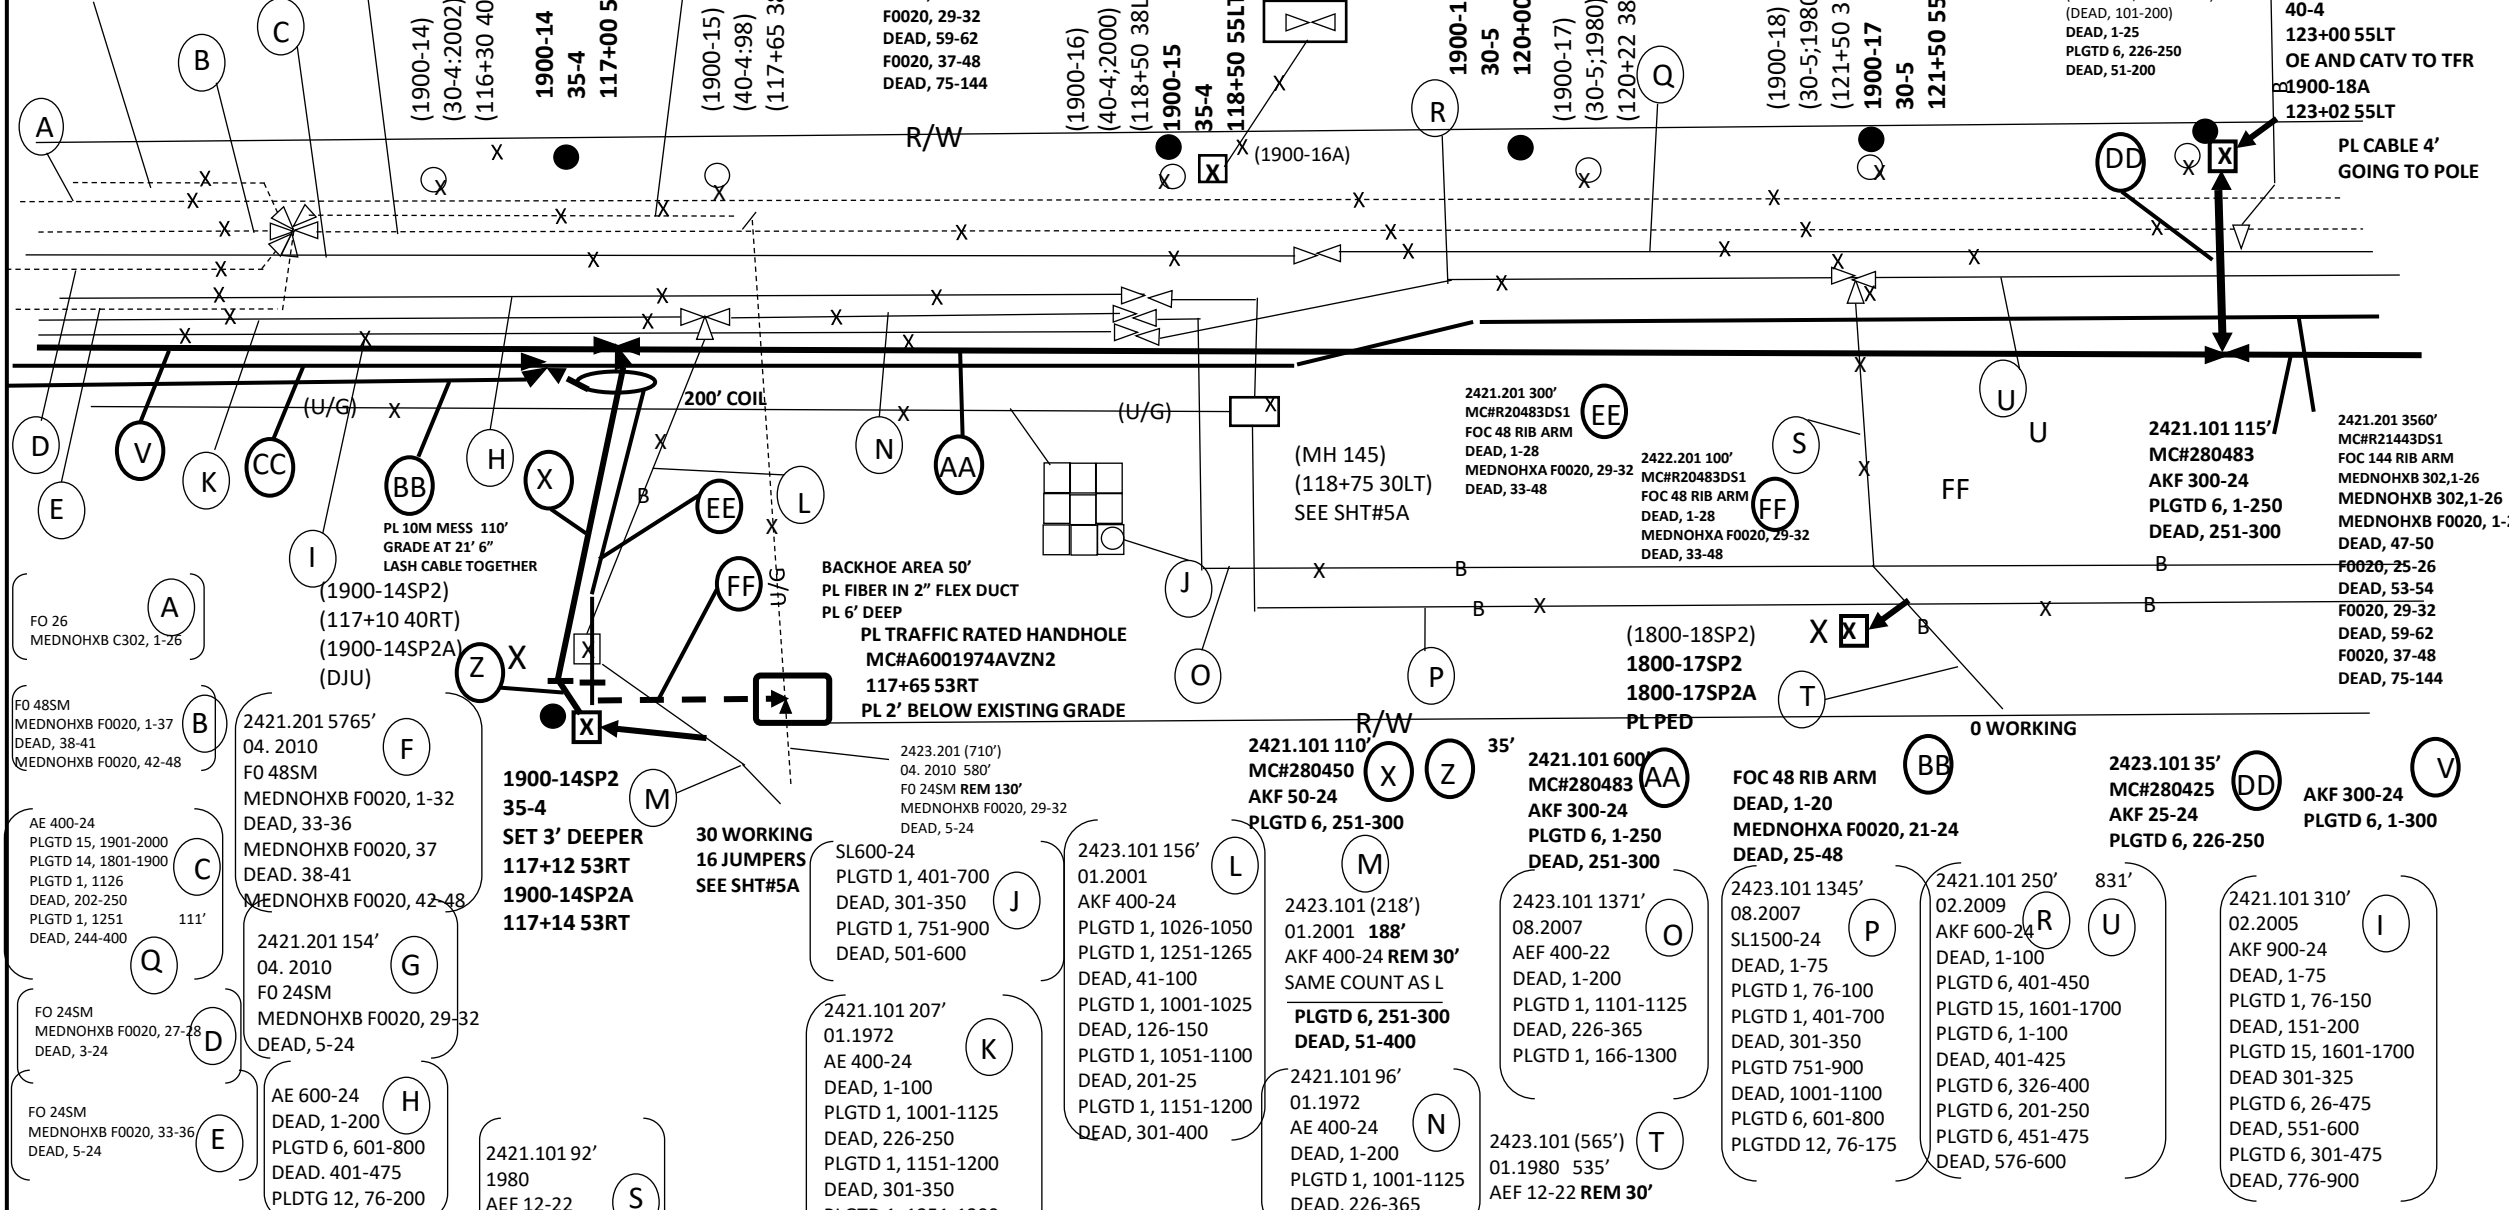 (1900-14)
(30-4:2002)
1900-14
35-4
(1900-15)
(40-4:98)
F0020, 29-32
DEAD, 59-62
F0020, 37-48
DEAD, 75-144
(1900-16)
(40-4;2000)
1900-15
35-4
118+50 55LT
30-5
(1900-17)
(30-5;1980)
(1900-18)
1900-17
30-5
(DEAD, 101-200)
DEAD, 1-25
PLGTD 6, 226-250
DEAD, 51-200
40-4
123+00 55LT
OE AND CATV TO TFR
1900-18A
123+02 55LT
PL CABLE 4’
GOING TO POLE
A
B
C
R
Q
DD
R/W
(1900-16A)
X
X
(U/G)
200’ COIL
(U/G)
D
V
K
CC
BB
H
X
EE
L
N
AA
E
I
FF
U/G
J
O
P
S
U
U
FF
T
Z
X
B
B
B
B
B
B
B
PL 10M MESS 110’
GRADE AT 21’ 6”
LASH CABLE TOGETHER
(1900-14SP2)
(117+10 40RT)
(1900-14SP2A)
(DJU)
BACKHOE AREA 50’
PL FIBER IN 2” FLEX DUCT
PL 6’ DEEP
PL TRAFFIC RATED HANDHOLE
MC#A6001974AVZN2
117+65 53RT
PL 2’ BELOW EXISTING GRADE
(MH 145)
(118+75 30LT)
SEE SHT#5A
2421.201 300’
MC#R20483DS1
FOC 48 RIB ARM
DEAD, 1-28
MEDNOHXA F0020, 29-32
DEAD, 33-48
EE
2422.201 100’
MC#R20483DS1
FOC 48 RIB ARM
DEAD, 1-28
MEDNOHXA F0020, 29-32
DEAD, 33-48
FF
2421.101 115’
MC#280483
AKF 300-24
PLGTD 6, 1-250
DEAD, 251-300
2421.201 3560’
MC#R21443DS1
FOC 144 RIB ARM
MEDNOHXB 302,1-26
MEDNOHXB 302,1-26
MEDNOHXB F0020,
DEAD, 47-50
F0020, 25-26
DEAD, 53-54
F0020, 29-32
DEAD, 59-62
F0020, 37-48
DEAD, 75-144
(1800-18SP2)
1800-17SP2
1800-17SP2A
PL PED
X X
0 WORKING
R/W
FO 26
MEDNOHXB C302, 1-26
A
F0 48SM
MEDNOHXB F0020, 1-37
DEAD, 38-41
MEDNOHXB F0020, 42-48
B
AE 400-24
PLGTD 15, 1901-2000
PLGTD 14, 1801-1900
PLGTD 1, 1126
DEAD, 202-250
PLGTD 1, 1251 111’
DEAD, 244-400
C
Q
FO 24SM
MEDNOHXB F0020, 27-28
DEAD, 3-24
D
FO 24SM
MEDNOHXB F0020, 33-36
DEAD, 5-24
E
2421.201 5765’
04. 2010
F0 48SM
MEDNOHXB F0020, 1-32
DEAD, 33-36
MEDNOHXB F0020, 37
DEAD. 38-41
MEDNOHXB F0020, 42-48
F
2421.201 154’
04. 2010
F0 24SM
MEDNOHXB F0020, 29-32
DEAD, 5-24
G
AE 600-24
DEAD, 1-200
PLGTD 6, 601-800
DEAD. 401-475
PLDTG 12, 76-200
H
1900-14SP2
35-4
SET 3’ DEEPER
117+12 53RT
1900-14SP2A
117+14 53RT
M
30 WORKING
16 JUMPERS
SEE SHT#5A
2421.101 92’
1980
AEF 12-22
S
2423.201 (710’)
04. 2010 580’
F0 24SM REM 130’
MEDNOHXB F0020, 29-32
DEAD, 5-24
SL600-24
PLGTD 1, 401-700
DEAD, 301-350
PLGTD 1, 751-900
DEAD, 501-600
J
2421.101 207’
01.1972
AE 400-24
DEAD, 1-100
PLGTD 1, 1001-1125
DEAD, 226-250
PLGTD 1, 1151-1200
DEAD, 301-350
K
2423.101 156’
01.2001
AKF 400-24
PLGTD 1, 1026-1050
PLGTD 1, 1251-1265
DEAD, 41-100
PLGTD 1, 1001-1025
DEAD, 126-150
PLGTD 1, 1051-1100
DEAD, 201-25
PLGTD 1, 1151-1200
DEAD, 301-400
L
2421.101 110’
MC#280450
AKF 50-24
PLGTD 6, 251-300
X
Z
35’
M
2423.101 (218’)
01.2001 188’
AKF 400-24 REM 30’
SAME COUNT AS L
PLGTD 6, 251-300
DEAD, 51-400
2421.101 96’
01.1972
AE 400-24
DEAD, 1-200
PLGTD 1, 1001-1125
DEAD, 226-365
N
2421.101 600’
MC#280483
AKF 300-24
PLGTD 6, 1-250
DEAD, 251-300
AA
2423.101 1371’
08.2007
AEF 400-22
DEAD, 1-200
PLGTD 1, 1101-1125
DEAD, 226-365
PLGTD 1, 166-1300
O
2423.101 (565’)
01.1980 535’
AEF 12-22 REM 30’
T
FOC 48 RIB ARM
DEAD, 1-20
MEDNOHXA F0020, 21-24
DEAD, 25-48
BB
2423.101 1345’
08.2007
SL1500-24
DEAD, 1-75
PLGTD 1, 76-100
PLGTD 1, 401-700
DEAD, 301-350
PLGTD 751-900
DEAD, 1001-1100
PLGTD 6, 601-800
PLGTDD 12, 76-175
P
2421.101 250’ 831’
02.2009
AKF 600-24
DEAD, 1-100
PLGTD 6, 401-450
PLGTD 15, 1601-1700
PLGTD 6, 1-100
DEAD, 401-425
PLGTD 6, 326-400
PLGTD 6, 201-250
PLGTD 6, 451-475
DEAD, 576-600
R
U
2423.101 35’
MC#280425
AKF 25-24
PLGTD 6, 226-250
DD
AKF 300-24
PLGTD 6, 1-300
V
2421.101 310’
02.2005
AKF 900-24
DEAD, 1-75
PLGTD 1, 76-150
DEAD, 151-200
PLGTD 15, 1601-1700
DEAD 301-325
PLGTD 6, 26-475
DEAD, 551-600
PLGTD 6, 301-475
DEAD, 776-900
I